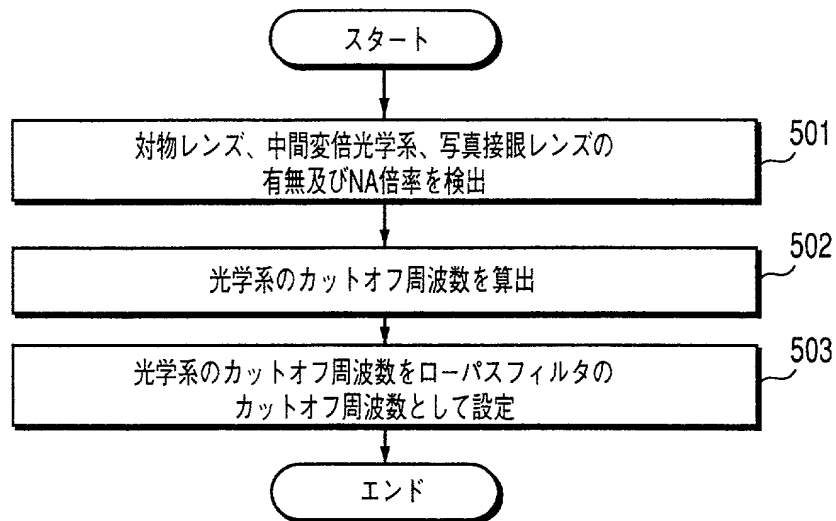 スタート
対物レンズ、中間変倍光学系、写真接眼レンズの
有無及びNA倍率を検出
501
光学系のカットオフ周波数を算出
502
光学系のカットオフ周波数をローパスフィルタの
カットオフ周波数として設定
503
エンド